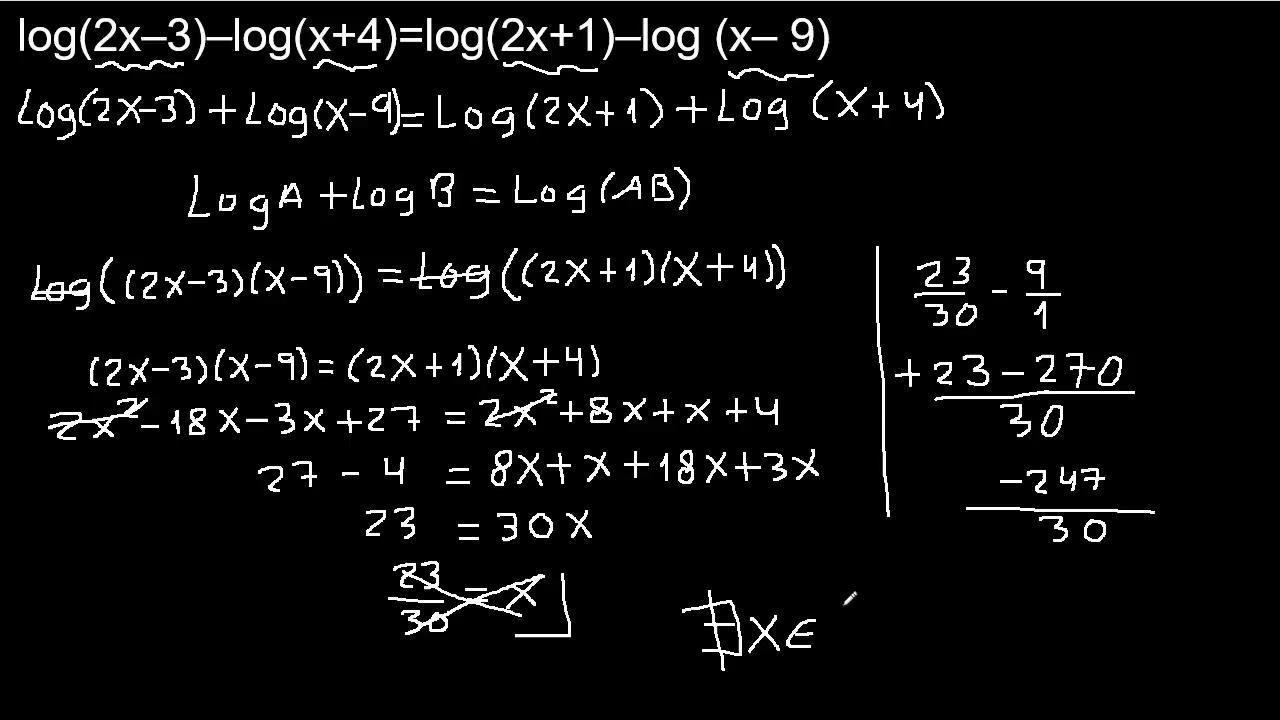 log(2x–3)–log(x+4)=log(2x+1)–log (x– 9)
Log(2X-3)+Log(X-9)=Log(2X+1)+Log (X+4)
LogA+logB=Log(AB)
Log((2X-3)(X-9))=Log((2X+1)(X+4))
(2X-3)(X-9)=(2X+1)(X+4)
2x²-18X-3X+27=2x²+8X+X+4
27-4=8X+X+18X+3X
23=30X
23/30=X
∄X∈
23/30-9/1
+23-270/30
-247/30